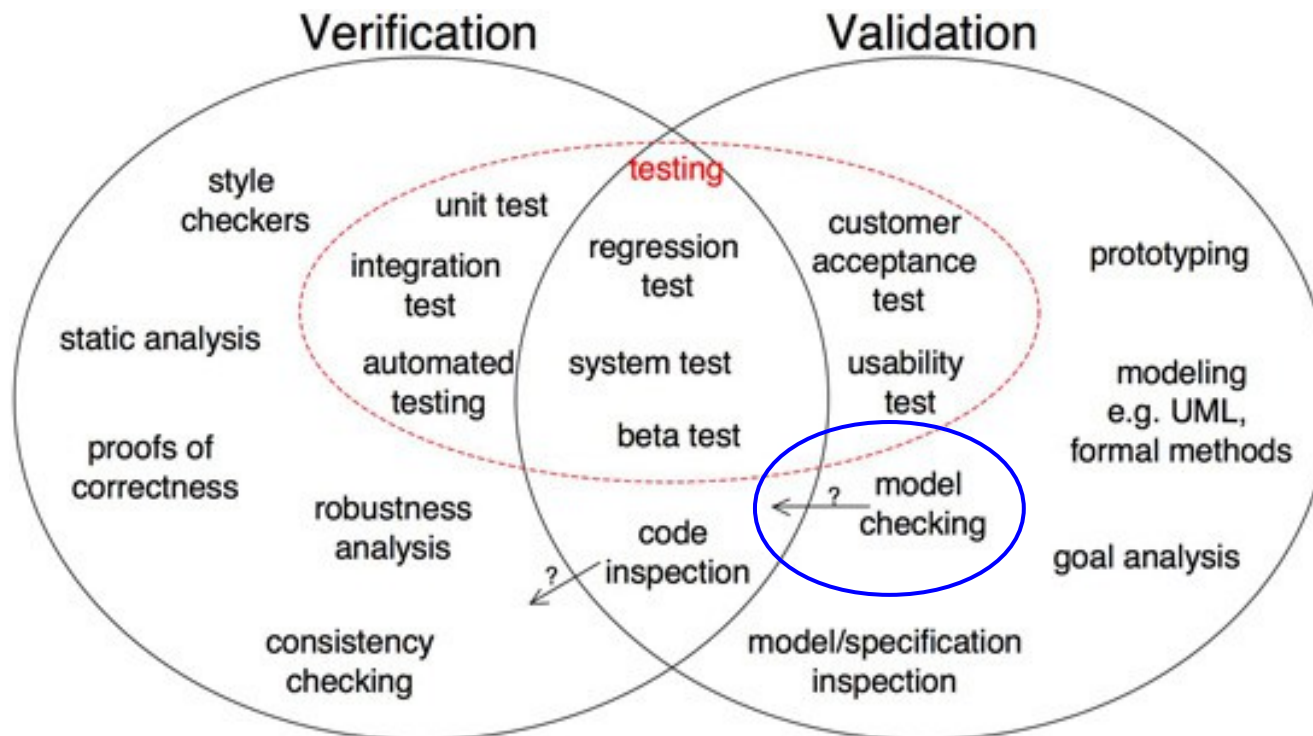 Verification
Validation
testing
style
checkers
unit test
integration
test
automated
testing
static analysis
proofs of
correctness
robustness
analysis
consistency
checking
regression
test
system test
beta test
code
inspection
?
customer
acceptance
test
usability
test
?
model
checking
model/specification
inspection
prototyping
modeling
e.g. UML,
formal methods
goal analysis